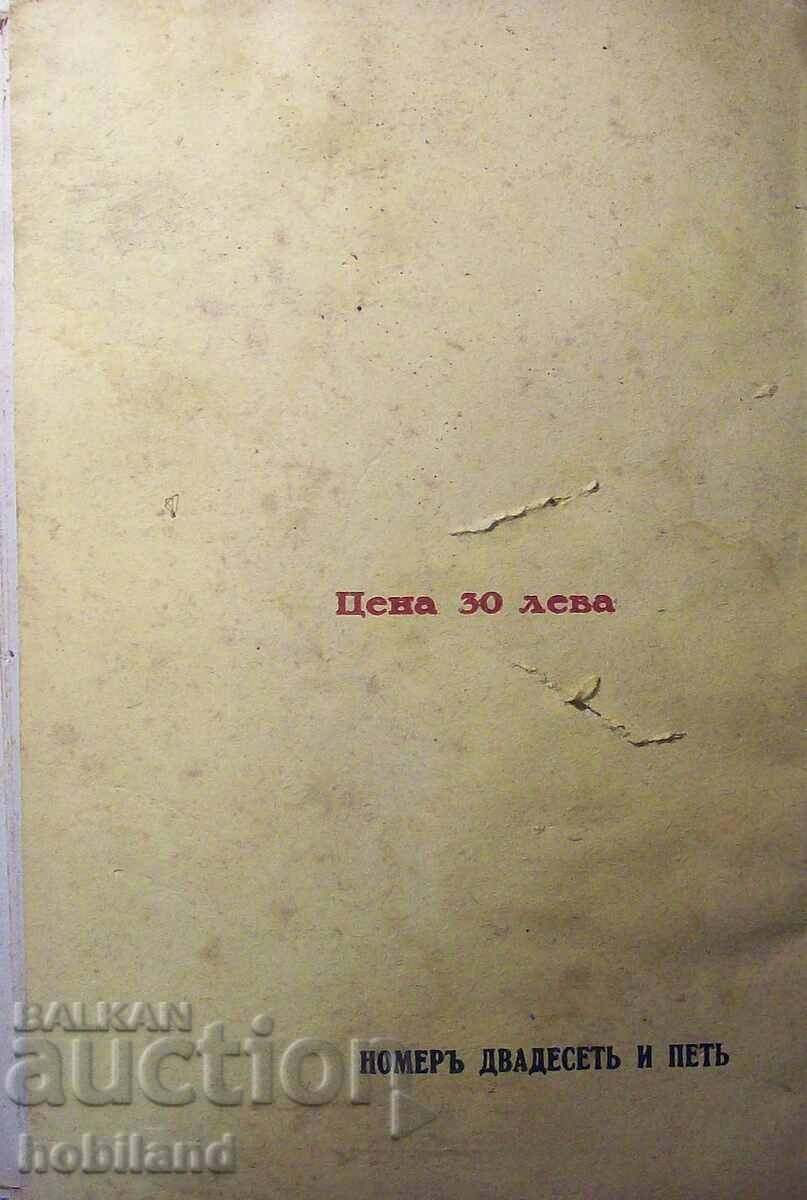 Цена 30 лева
НОМЕРЪ ДВАДЕСЕТЬ И ПЕТЬ
BALKAN
auction
hobiland